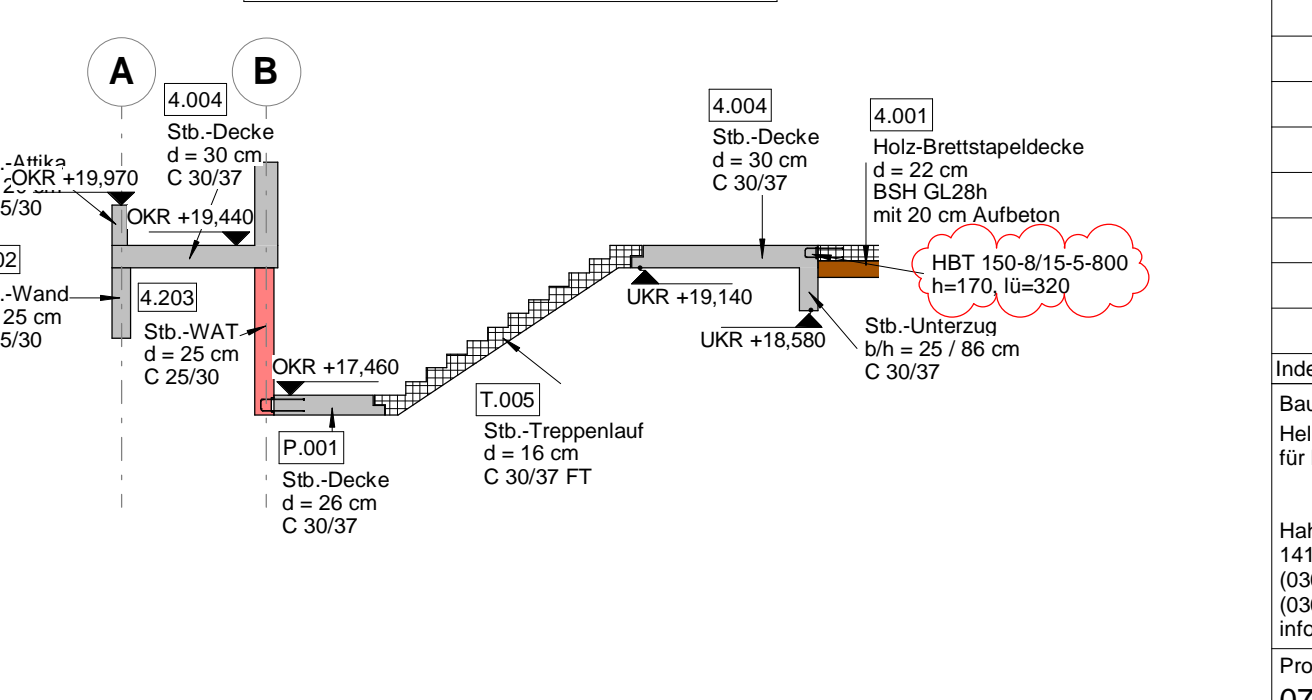 A
B
4.004
Stb.-Decke
d = 30 cm
C 30/37
.-Attika
OKR +19,970
5/30
OKR +19,440
02
.-Wand
25 cm
5/30
4.203
Stb.-WAT
d = 25 cm
C 25/30
OKR +17,460
P.001
Stb.-Decke
d = 26 cm
C 30/37
T.005
Stb.-Treppenlauf
d = 16 cm
C 30/37 FT
4.004
Stb.-Decke
d = 30 cm
C 30/37
UKR +19,140
UKR +18,580
4.001
Holz-Brettstapeldecke
d = 22 cm
BSH GL28h
mit 20 cm Aufbeton
HBT 150-8/15-5-800
h=170, lü=320
Stb.-Unterzug
b/h = 25 / 86 cm
C 30/37
Inde
Bau
Hel
für
Hah
141
(030
(030
info
Pro
07